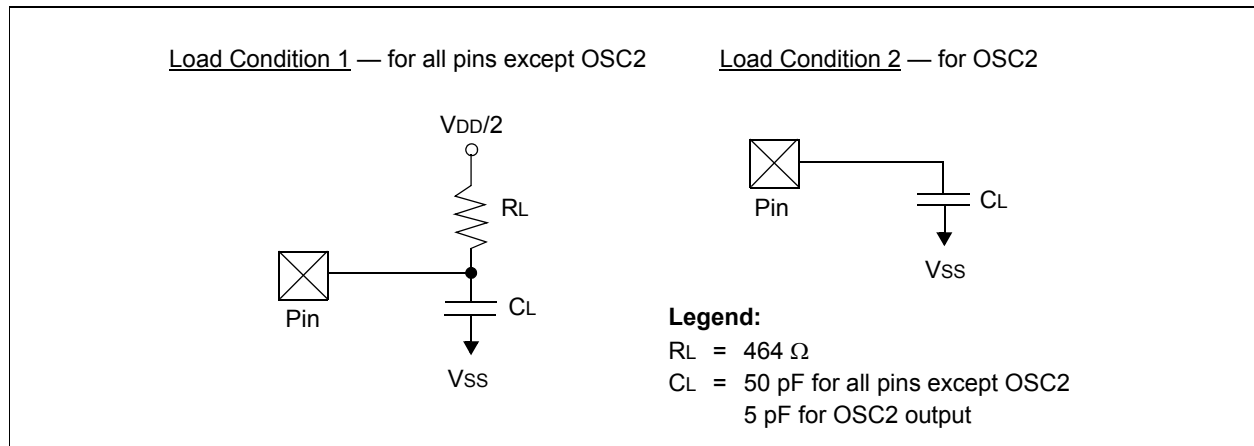 Load Condition 1 — for all pins except OSC2
VDD/2
RL
Pin
CL
VSS
Load Condition 2 — for OSC2
Pin
CL
VSS
Legend:
RL = 464 Ω
CL = 50 pF for all pins except OSC2
5 pF for OSC2 output